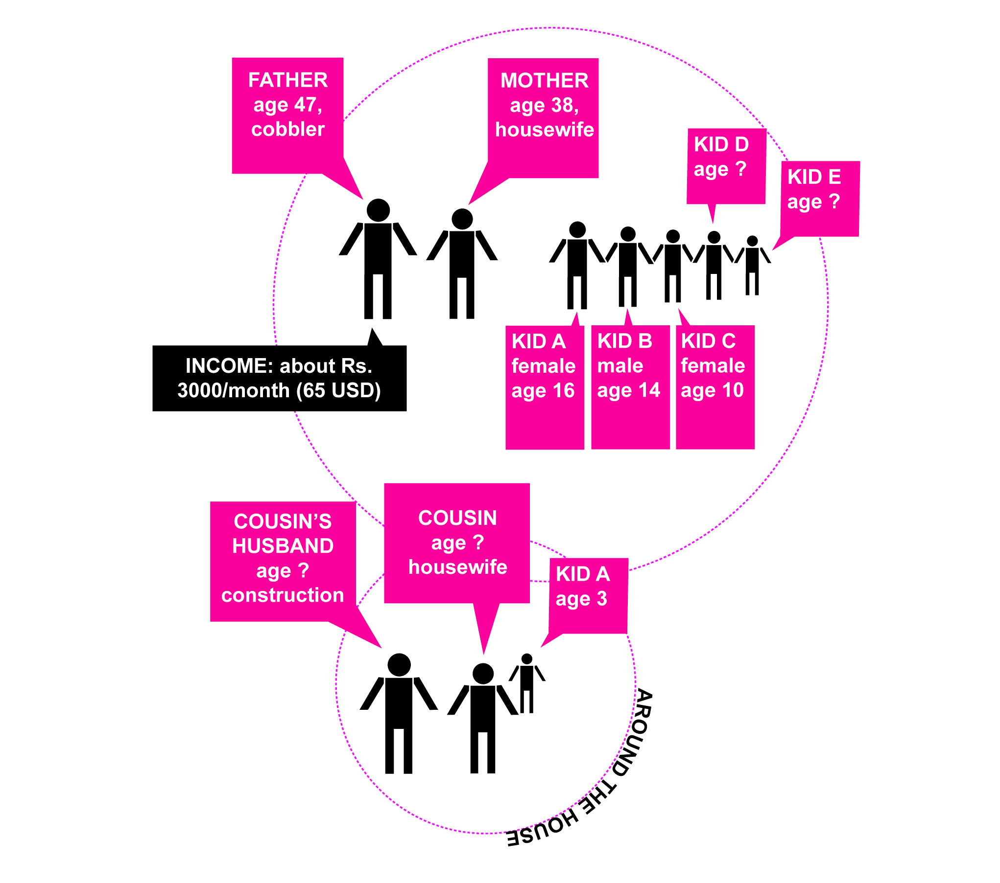 FATHER
age 47,
cobbler
MOTHER
age 38,
housewife
KID D
age ?
KID E
age ?
INCOME: about Rs.
3000/month (65 USD)
KID A
female
age 16
KID B
male
age 14
KID C
female
age 10
COUSIN’S
HUSBAND
age ?
construction
COUSIN
age ?
housewife
KID A
age 3
AROUND THE HOUSE